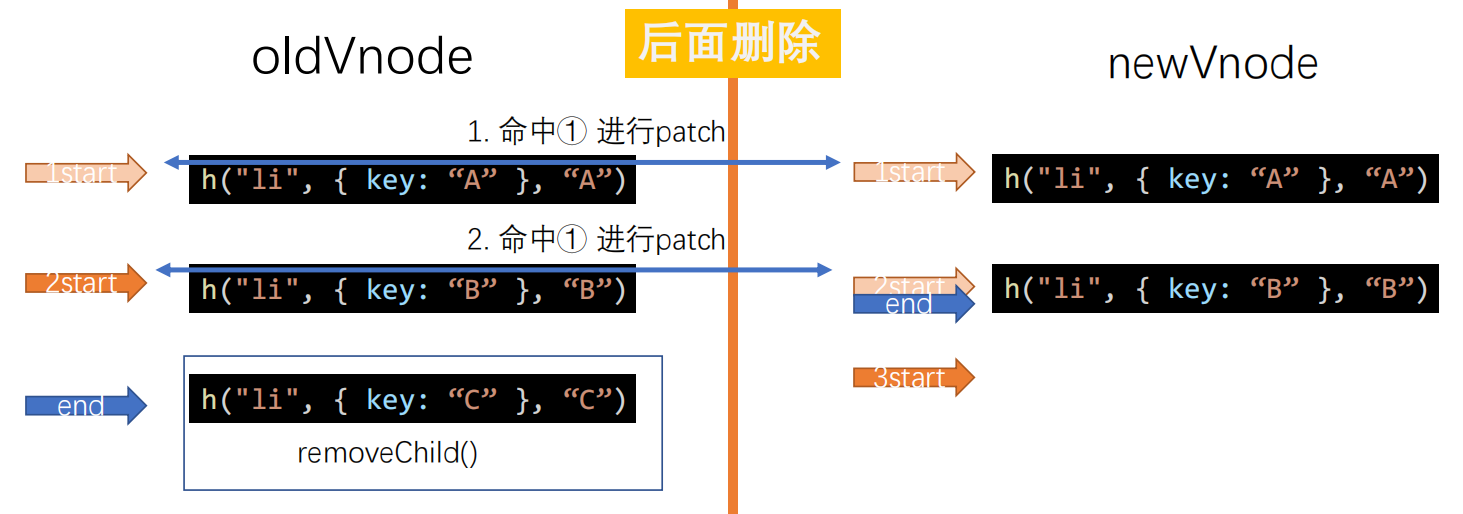 后面删除
oldVnode
newVnode
1. 命中① 进行patch
1start
h("li", { key: “A” }, “A”)
1start
h("li", { key: “A” }, “A”)
2. 命中① 进行patch
2start
h("li", { key: “B” }, “B”)
2start
end
h("li", { key: “B” }, “B”)
3start
end
h("li", { key: “C” }, “C”)
removeChild()